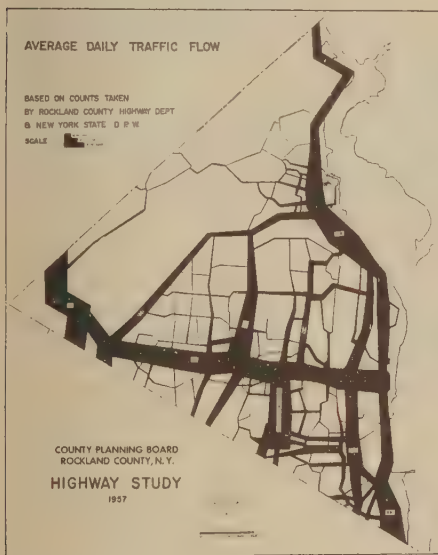 AVERAGE DAILY TRAFFIC FLOW
BASED ON COUNTS TAKEN
BY ROCKLAND COUNTY HIGHWAY DEPT
& NEW YORK STATE D P W
SCALE
COUNTY PLANNING BOARD
ROCKLAND COUNTY, N.Y.
HIGHWAY STUDY
1957